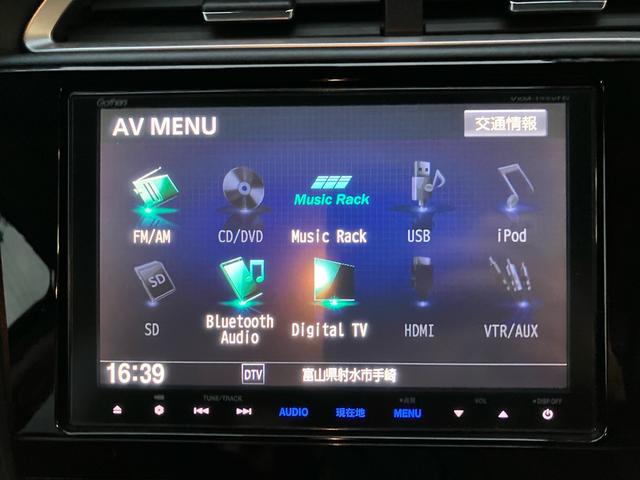 Gathers
AV MENU
交通情報
Music Rack
FM/AM
CD/DVD
Music Rack
USB
iPod
SD
SD
Bluetooth
Audio
Digital TV
HDMI
VTR/AUX
16:39
DTV
富山県射水市手崎
TUNE/TRACK
VOL
DISP OFF
AUDIO
現在地
MENU